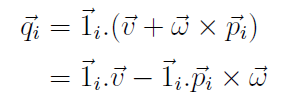 $\vec{q}_i = \vec{1}_i.(\vec{v} + \vec{\omega} \times \vec{p}_i)$
$= \vec{1}_i.\vec{v} - \vec{1}_i.\vec{p}_i \times \vec{\omega}$